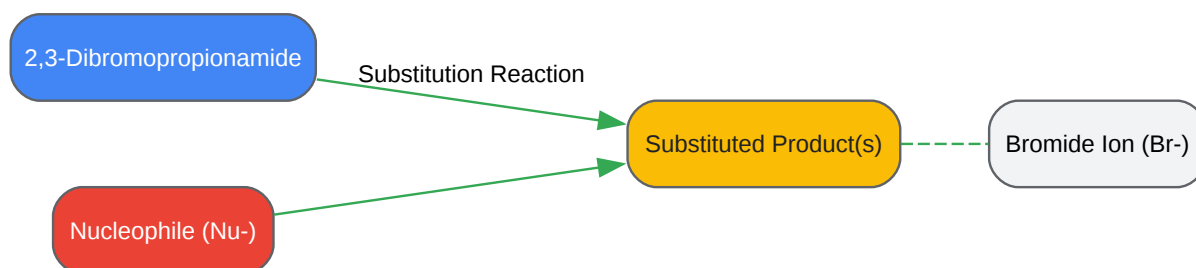 2,3-Dibromopropionamide
Substitution Reaction
Substituted Product(s)
Bromide Ion (Br-)
Nucleophile (Nu-)